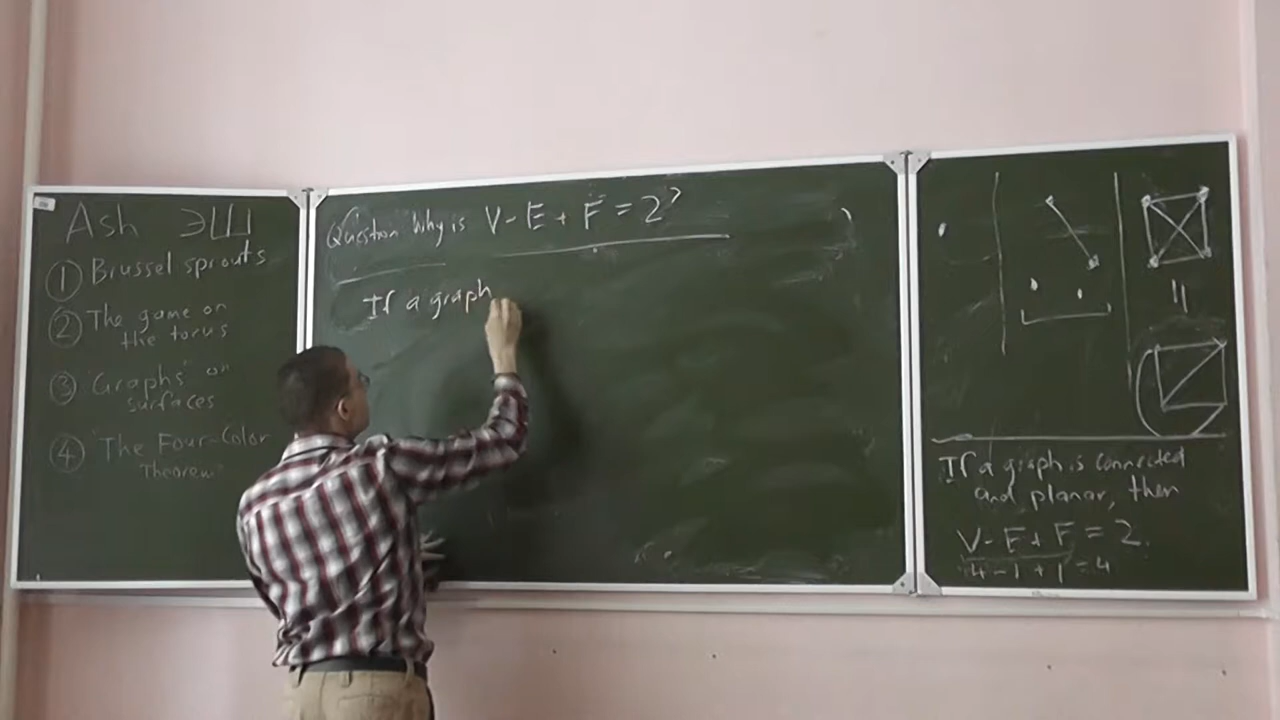 Ash ЭШ
① Brussel sprouts
② The game on
the torus
③ "Graphs" on
surfaces
④ "The Four-Color
Theorem"
Question Why is V - E + F = 2?
If a graph
If a graph is connected
and planar, then
V - E + F = 2.
4 - 1 + 1 = 4